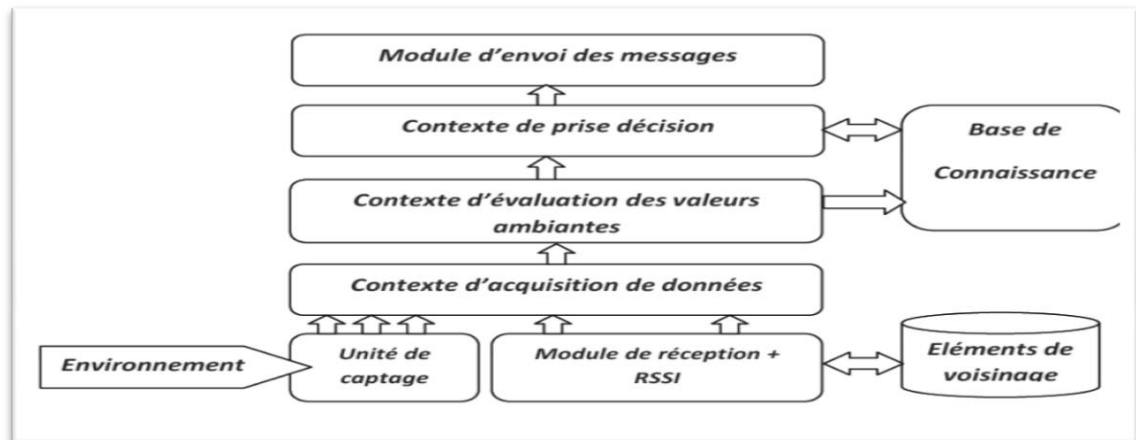 Module d'envoi des messages
Contexte de prise décision
Base de
Connaissance
Contexte d'évaluation des valeurs
ambiantes
Contexte d'acquisition de données
Environnement
Unité de
captage
Module de réception +
RSSI
Eléments de
voisinage